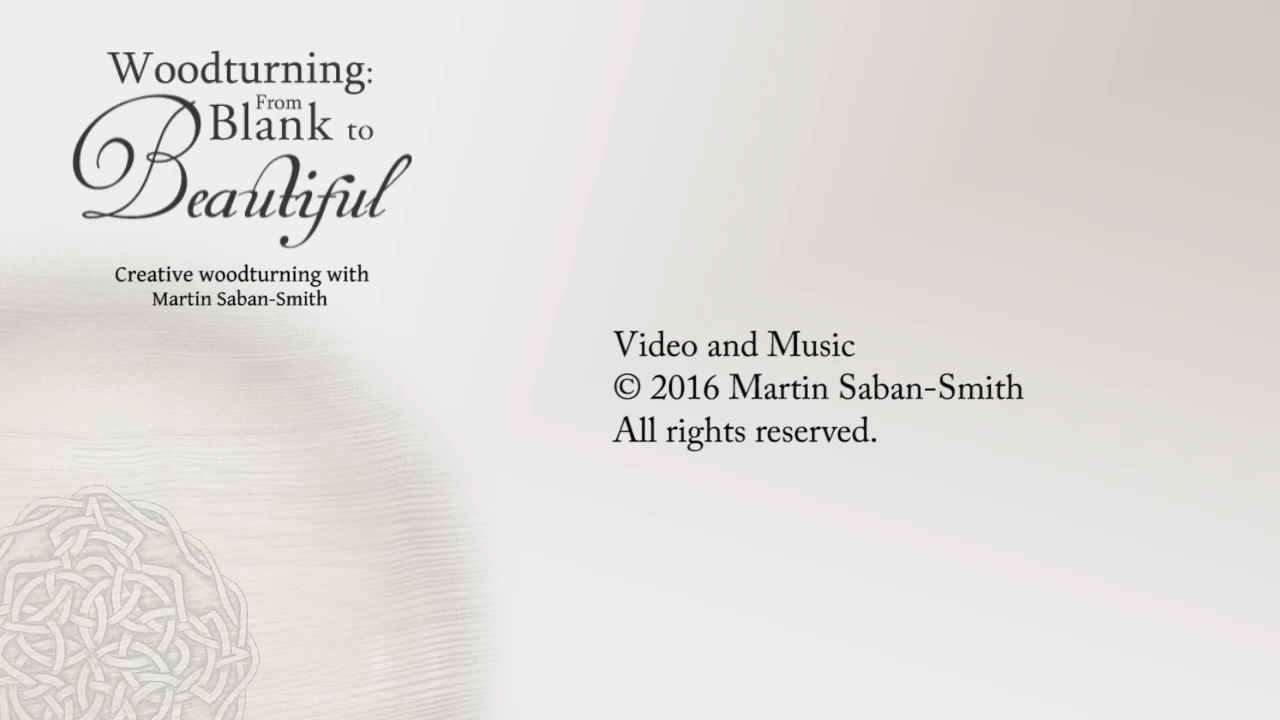 Woodturning:
From
Blank to
Beautiful
Creative woodturning with
Martin Saban-Smith
Video and Music
© 2016 Martin Saban-Smith
All rights reserved.